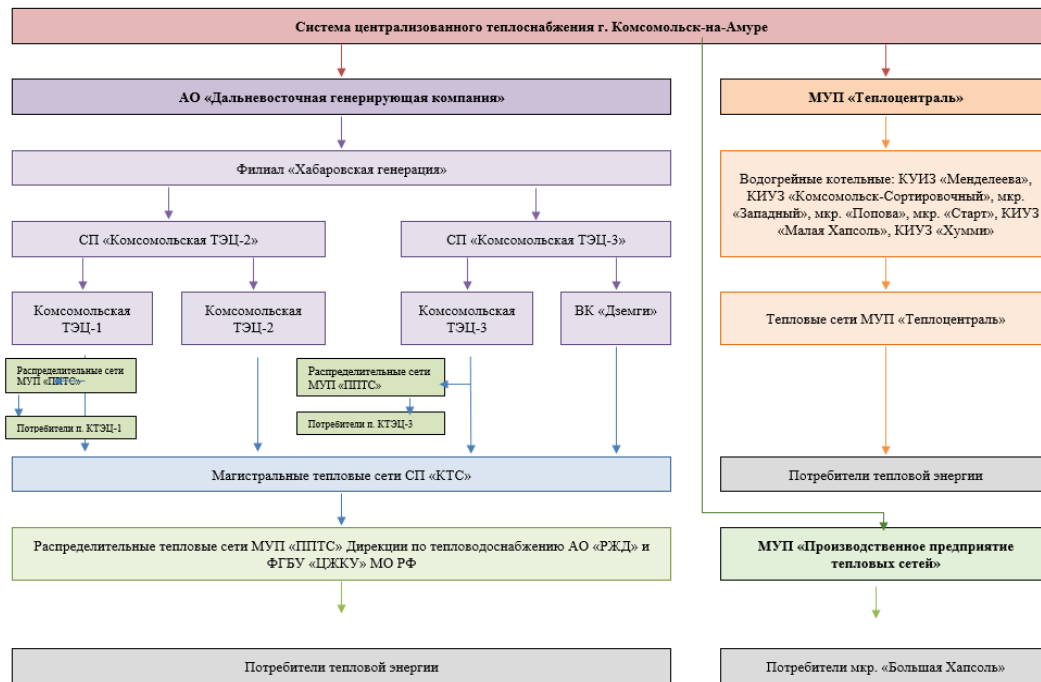 Система централизованного теплоснабжения г. Комсомольск-на-Амуре
АО «Дальневосточная генерирующая компания»
МУП «Теплоцентраль»
Филиал «Хабаровская генерация»
Водогрейные котельные: КУИЗ «Менделеева»,
КИУЗ «Комсомольск-Сортировочный», мкр.
«Западный», мкр. «Попова», мкр. «Старт», КИУЗ
«Малая Хапсоль», КИУЗ «Хумми»
СП «Комсомольская ТЭЦ-2»
СП «Комсомольская ТЭЦ-3»
Комсомольская
ТЭЦ-1
Комсомольская
ТЭЦ-2
Комсомольская
ТЭЦ-3
ВК «Дземги»
Тепловые сети МУП «Теплоцентраль»
Распределительные сети
МУП «ППТС»
Распределительные сети
МУП «ППТС»
Потребители п. КТЭЦ-1
Потребители п. КТЭЦ-3
Магистральные тепловые сети СП «КТС»
Потребители тепловой энергии
Распределительные тепловые сети МУП «ППТС» Дирекции по тепловодоснабжению АО «РЖД» и
ФГБУ «ЦЖКУ» МО РФ
МУП «Производственное предприятие
тепловых сетей»
Потребители тепловой энергии
Потребители мкр. «Большая Хапсоль»